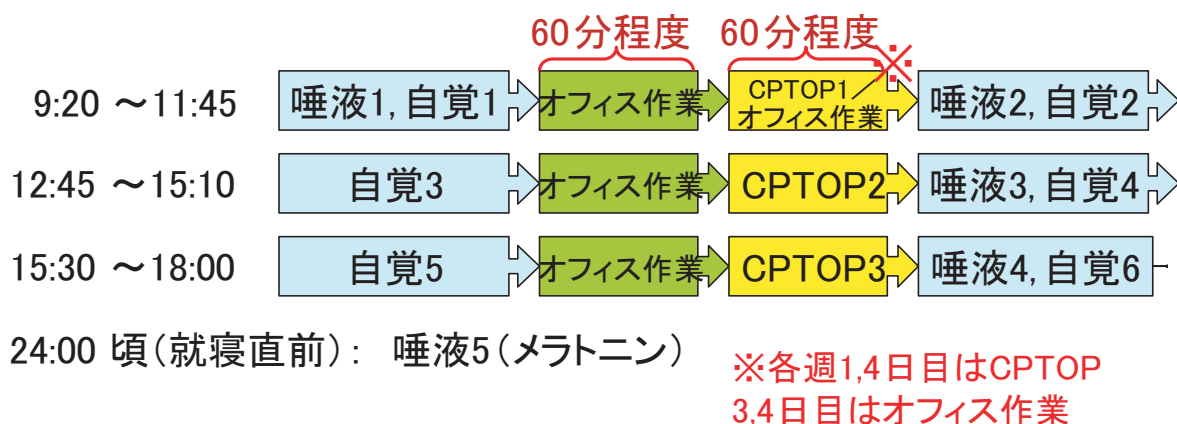 60分程度 60分程度
※
9:20 ～11:45 唾液1,自覚1 オフィス作業 CPTOP1／ オフィス作業 唾液2,自覚2
12:45 ～15:10 自覚3 オフィス作業 CPTOP2 唾液3,自覚4
15:30 ～18:00 自覚5 オフィス作業 CPTOP3 唾液4,自覚6
24:00 頃(就寝直前)： 唾液5(メラトニン)
※各週1,4日目はCPTOP
3,4日目はオフィス作業